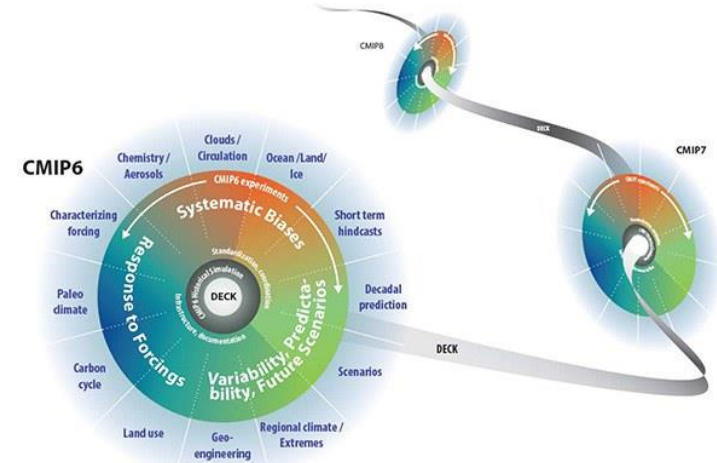 CMIP8
DECK
CMIP7
CMIP6
Clouds /
Circulation
Chemistry /
Aerosols
Ocean /Land/
Ice
Characterizing
forcing
Short term
hindcasts
Paleo
climate
Decadal
prediction
Carbon
cycle
Scenarios
Land use
Geo-
engineering
Regional climate /
Extremes
CMIP6 experiments
Systematic Biases
Response to Forcings
Variability, Predicta-
bility, Future Scenarios
Standardization, coordination
Infrastructure, documentation
CMIP6 Historical Simulation
DECK
DECK